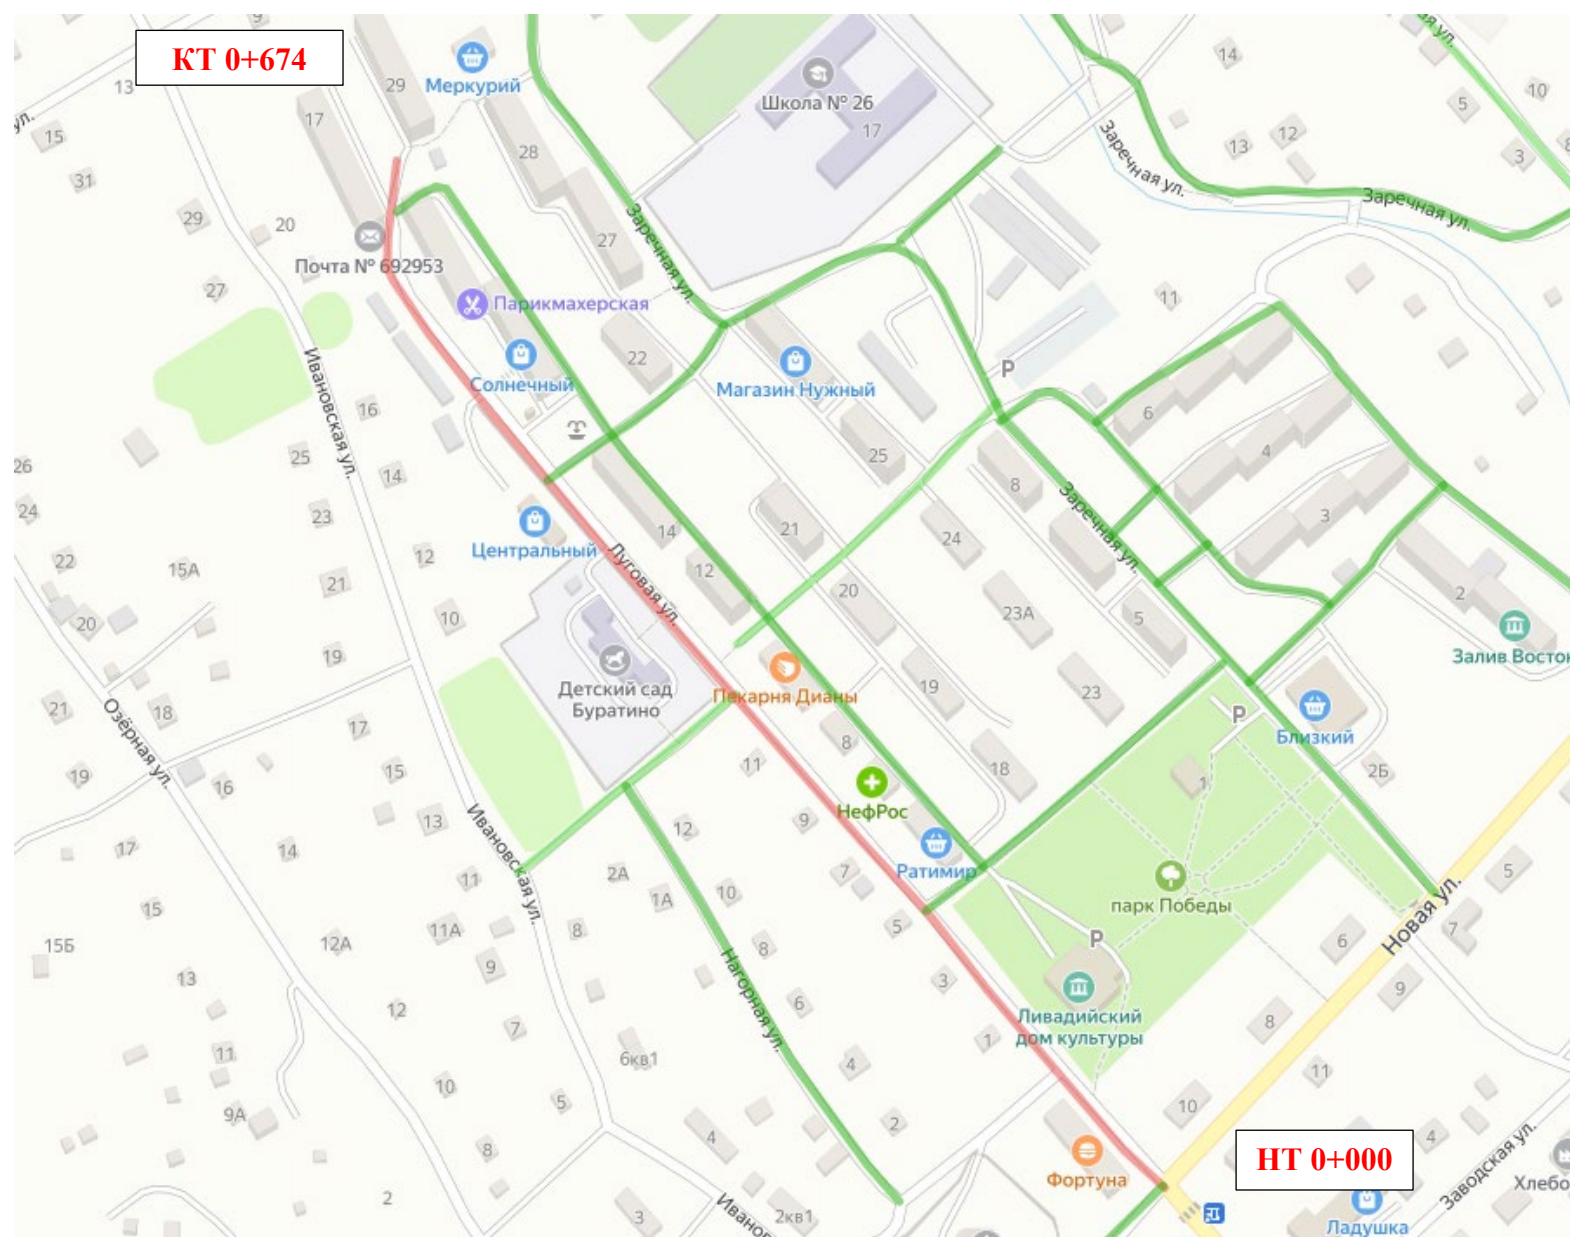 9
КТ 0+674
13
29
Меркурий
Школа № 26
17
14
10
5
17
28
13
12
3
15
ул.
31
Заречная ул.
Заречная ул.
29
20
27
Заречная ул.
Почта № 692953
27
11
Парикмахерская
22
Солнечный
Магазин Нужный
P
6
16
Ивановская ул.
25
14
25
4
26
24
23
8
Заречная ул.
3
21
14
24
Центральный
22
15А
12
21
Луговая ул.
12
20
23А
2
20
10
5
Залив Восток
19
Детский сад
Буратино
Пекарня Дианы
19
23
21
18
Озёрная ул.
17
8
P
Близкий
19
16
15
11
18
1
2Б
НефРос
13
Ивановская ул.
12
9
17
14
Ратимир
5
11
2А
1А
10
7
парк Победы
15
15Б
12А
11А
8
8
5
6
Новая ул.
7
P
13
9
Нагорная ул.
3
9
12
6
Ливадийский
дом культуры
7
8
11
6кв1
4
1
11
10
5
9А
10
2
8
4
НТ 0+000
4
Фортуна
Заводская ул.
Хлебо
2
3
Иванов
2кв1
Ладушка